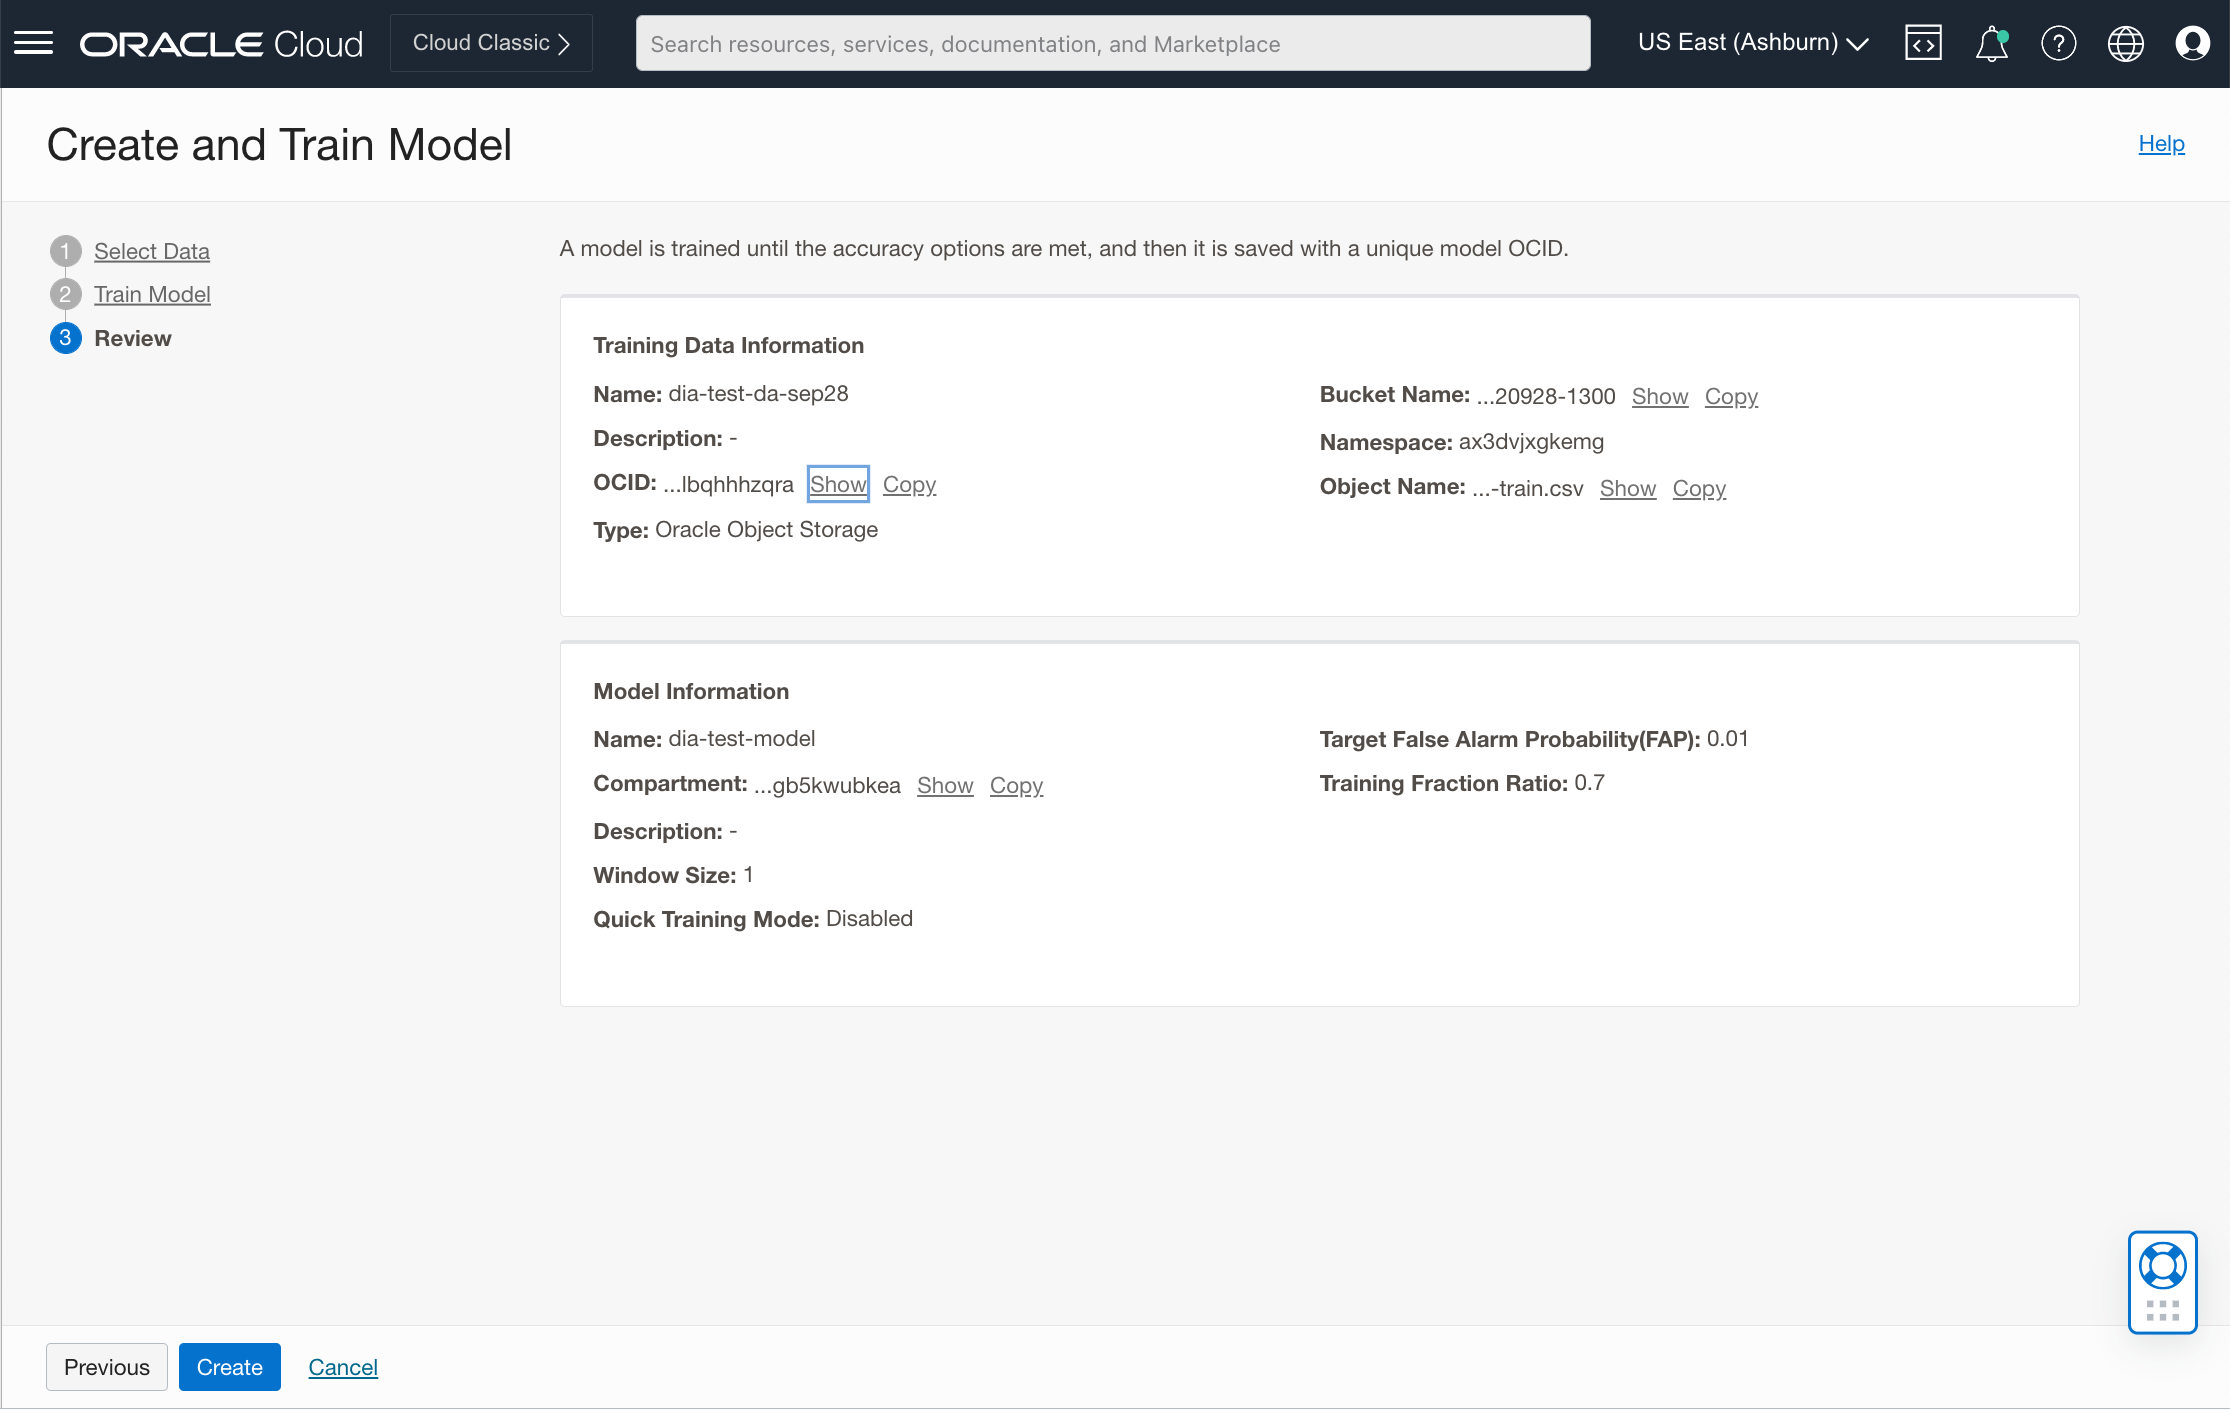 ORACLE Cloud
Cloud Classic
Search resources, services, documentation, and Marketplace
US East (Ashburn)
Create and Train Model
Help
1 Select Data
2 Train Model
3 Review
A model is trained until the accuracy options are met, and then it is saved with a unique model OCID.
Training Data Information
Name: dia-test-da-sep28
Description: -
OCID: ...lbqhhhzqra Show Copy
Type: Oracle Object Storage
Bucket Name: ...20928-1300 Show Copy
Namespace: ax3dvjxgkemg
Object Name: ...-train.csv Show Copy
Model Information
Name: dia-test-model
Compartment: ...gb5kwubkea Show Copy
Description: -
Window Size: 1
Quick Training Mode: Disabled
Target False Alarm Probability(FAP): 0.01
Training Fraction Ratio: 0.7
Previous
Create
Cancel